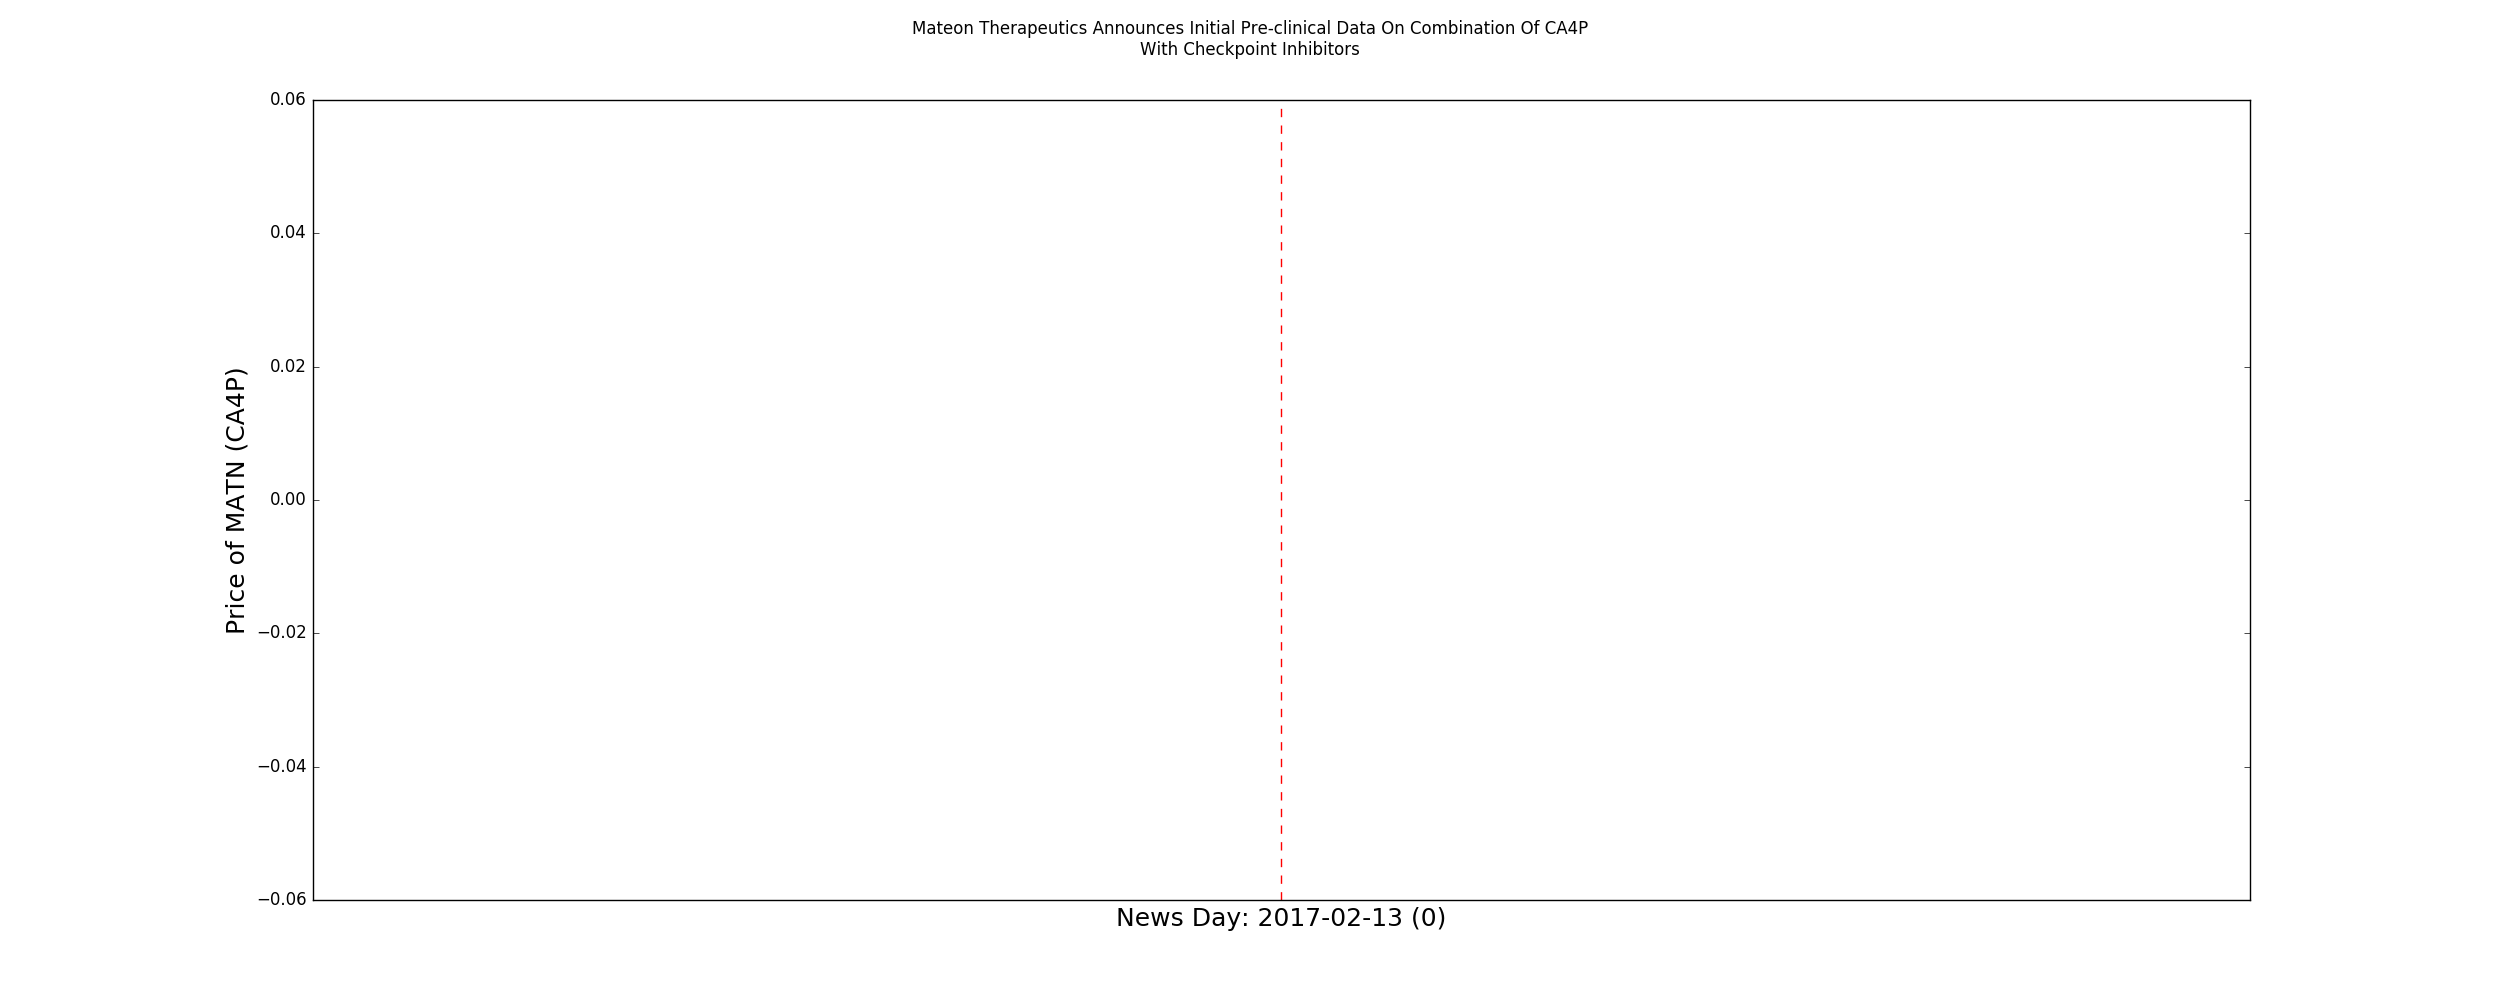 Mateon Therapeutics Announces Initial Pre-clinical Data On Combination Of CA4P
With Checkpoint Inhibitors
0.06
0.04
0.02
0.00
−0.02
−0.04
−0.06
Price of MATN (CA4P)
News Day: 2017-02-13 (0)